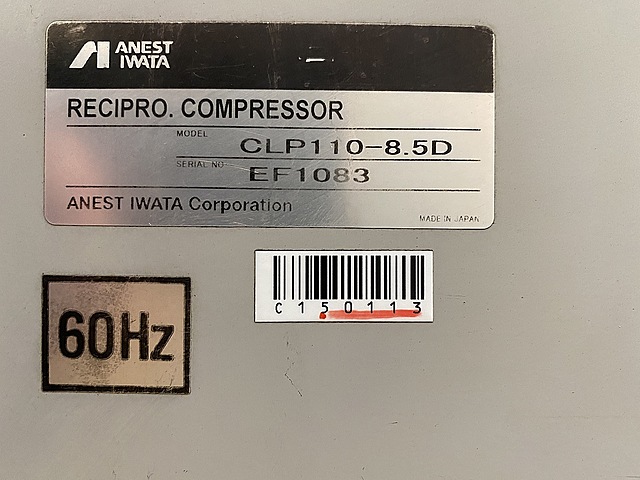 ANEST
IWATA
RECIPRO. COMPRESSOR
MODEL CLP110-8.5D
SERIAL NO. EF1083
ANEST IWATA Corporation
MADE IN JAPAN
C150113
60Hz